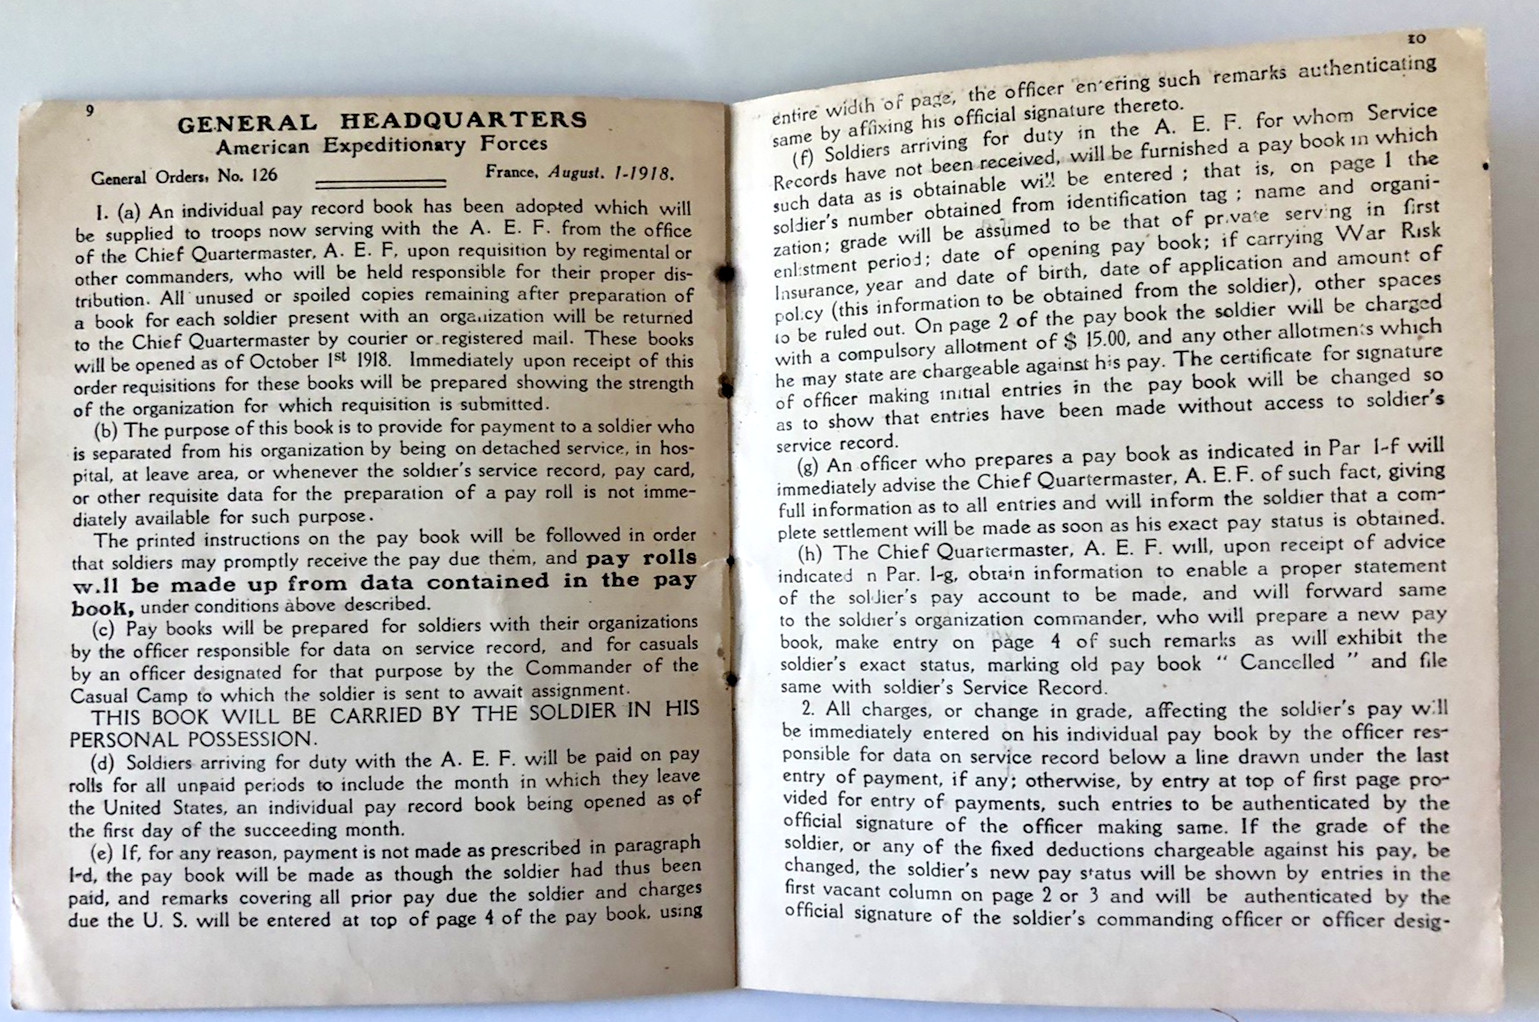 9
GENERAL HEADQUARTERS
American Expeditionary Forces
General Orders, No. 126 France, August. 1-1918.
1. (a) An individual pay record book has been adopted which will
be supplied to troops now serving with the A. E. F. from the office
of the Chief Quartermaster, A. E. F, upon requisition by regimental or
other commanders, who will be held responsible for their proper dis-
tribution. All unused or spoiled copies remaining after preparation of
a book for each soldier present with an organization will be returned
to the Chief Quartermaster by courier or registered mail. These books
will be opened as of October 1st 1918. Immediately upon receipt of this
order requisitions for these books will be prepared showing the strength
of the organization for which requisition is submitted.
(b) The purpose of this book is to provide for payment to a soldier who
is separated from his organization by being on detached service, in hos-
pital, at leave area, or whenever the soldier's service record, pay card,
or other requisite data for the preparation of a pay roll is not imme-
diately available for such purpose.
The printed instructions on the pay book will be followed in order
that soldiers may promptly receive the pay due them, and pay rolls
w.ll be made up from data contained in the pay
book, under conditions above described.
(c) Pay books will be prepared for soldiers with their organizations
by the officer responsible for data on service record, and for casuals
by an officer designated for that purpose by the Commander of the
Casual Camp to which the soldier is sent to await assignment.
THIS BOOK WILL BE CARRIED BY THE SOLDIER IN HIS
PERSONAL POSSESSION.
(d) Soldiers arriving for duty with the A. E. F. will be paid on pay
rolls for all unpaid periods to include the month in which they leave
the United States, an individual pay record book being opened as of
the first day of the succeeding month.
(e) If, for any reason, payment is not made as prescribed in paragraph
1-d, the pay book will be made as though the soldier had thus been
paid, and remarks covering all prior pay due the soldier and charges
due the U. S. will be entered at top of page 4 of the pay book, using
10
entire width of page, the officer entering such remarks authenticating
same by affixing his official signature thereto.
(f) Soldiers arriving for duty in the A. E. F. for whom Service
Records have not been received, will be furnished a pay book in which
such data as is obtainable will be entered; that is, on page 1 the
soldier's number obtained from identification tag; name and organi-
zation; grade will be assumed to be that of private serving in first
enlistment period; date of opening pay book; if carrying War Risk
Insurance, year and date of birth, date of application and amount of
policy (this information to be obtained from the soldier), other spaces
to be ruled out. On page 2 of the pay book the soldier will be charged
with a compulsory allotment of $ 15.00, and any other allotments which
he may state are chargeable against his pay. The certificate for signature
of officer making initial entries in the pay book will be changed so
as to show that entries have been made without access to soldier's
service record.
(g) An officer who prepares a pay book as indicated in Par 1-f will
immediately advise the Chief Quartermaster, A. E. F. of such fact, giving
full information as to all entries and will inform the soldier that a com-
plete settlement will be made as soon as his exact pay status is obtained.
(h) The Chief Quartermaster, A. E. F. will, upon receipt of advice
indicated n Par. 1-g, obtain information to enable a proper statement
of the soldier's pay account to be made, and will forward same
to the soldier's organization commander, who will prepare a new pay
book, make entry on page 4 of such remarks as will exhibit the
soldier's exact status, marking old pay book " Cancelled " and file
same with soldier's Service Record.
2. All charges, or change in grade, affecting the soldier's pay will
be immediately entered on his individual pay book by the officer res-
ponsible for data on service record below a line drawn under the last
entry of payment, if any; otherwise, by entry at top of first page pro-
vided for entry of payments, such entries to be authenticated by the
official signature of the officer making same. If the grade of the
soldier, or any of the fixed deductions chargeable against his pay, be
changed, the soldier's new pay status will be shown by entries in the
first vacant column on page 2 or 3 and will be authenticated by the
official signature of the soldier's commanding officer or officer desig-